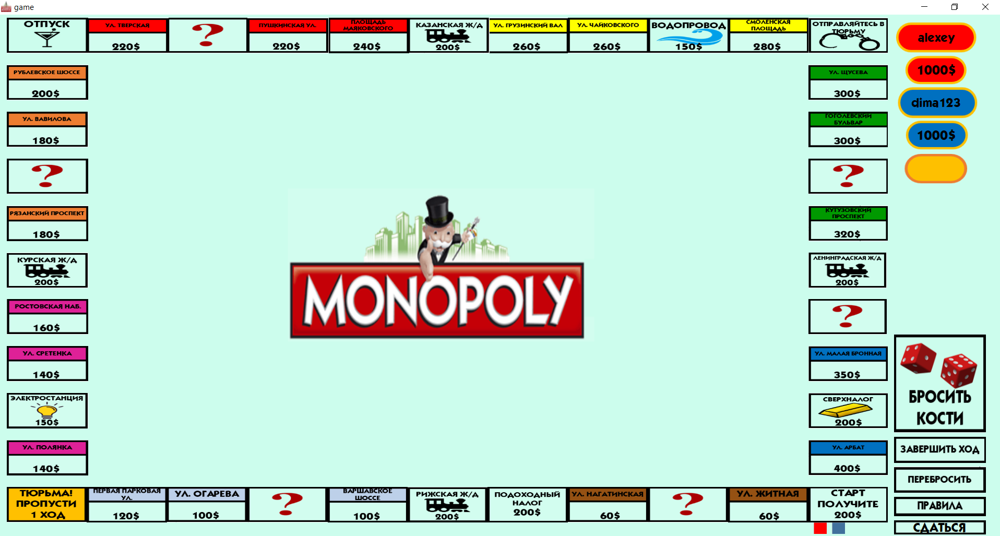 game
ОТПУСК
УЛ. ТВЕРСКАЯ
220$
?
ПУШКИНСКАЯ УЛ.
220$
ПЛОЩАДЬ
МАЯКОВСКОГО
240$
КАЗАНСКАЯ Ж/Д
200$
УЛ. ГРУЗИНСКИЙ ВАЛ
260$
УЛ. ЧАЙКОВСКОГО
260$
ВОДОПРОВОД
150$
СМОЛЕНСКАЯ
ПЛОЩАДЬ
280$
ОТПРАВЛЯЙТЕСЬ В
ТЮРЬМУ
alexey
1000$
dima123
1000$
РУБЛЕВСКОЕ ШОССЕ
200$
УЛ. ЩУСЕВА
300$
УЛ. ВАВИЛОВА
180$
ГОГОЛЕВСКИЙ
БУЛЬВАР
300$
?
?
РЯЗАНСКИЙ ПРОСПЕКТ
180$
КУТУЗОВСКИЙ
ПРОСПЕКТ
320$
КУРСКАЯ Ж/Д
200$
ЛЕНИНГРАДСКАЯ Ж/Д
200$
MONOPOLY
РОСТОВСКАЯ НАБ.
160$
?
УЛ. СРЕТЕНКА
140$
УЛ. МАЛАЯ БРОННАЯ
350$
ЭЛЕКТРОСТАНЦИЯ
150$
СВЕРХНАЛОГ
200$
УЛ. ПОЛЯНКА
140$
УЛ. АРБАТ
400$
БРОСИТЬ
КОСТИ
ЗАВЕРШИТЬ ХОД
ПЕРЕБРОСИТЬ
ПРАВИЛА
СДАТЬСЯ
ТЮРЬМА!
ПРОПУСТИ
1 ХОД
ПЕРВАЯ ПАРКОВАЯ
УЛ.
120$
УЛ. ОГАРЕВА
100$
?
ВАРШАВСКОЕ
ШОССЕ
100$
РИЖСКАЯ Ж/Д
200$
ПОДОХОДНЫЙ
НАЛОГ
200$
УЛ. НАГАТИНСКАЯ
60$
?
УЛ. ЖИТНАЯ
60$
СТАРТ
ПОЛУЧИТЕ
200$